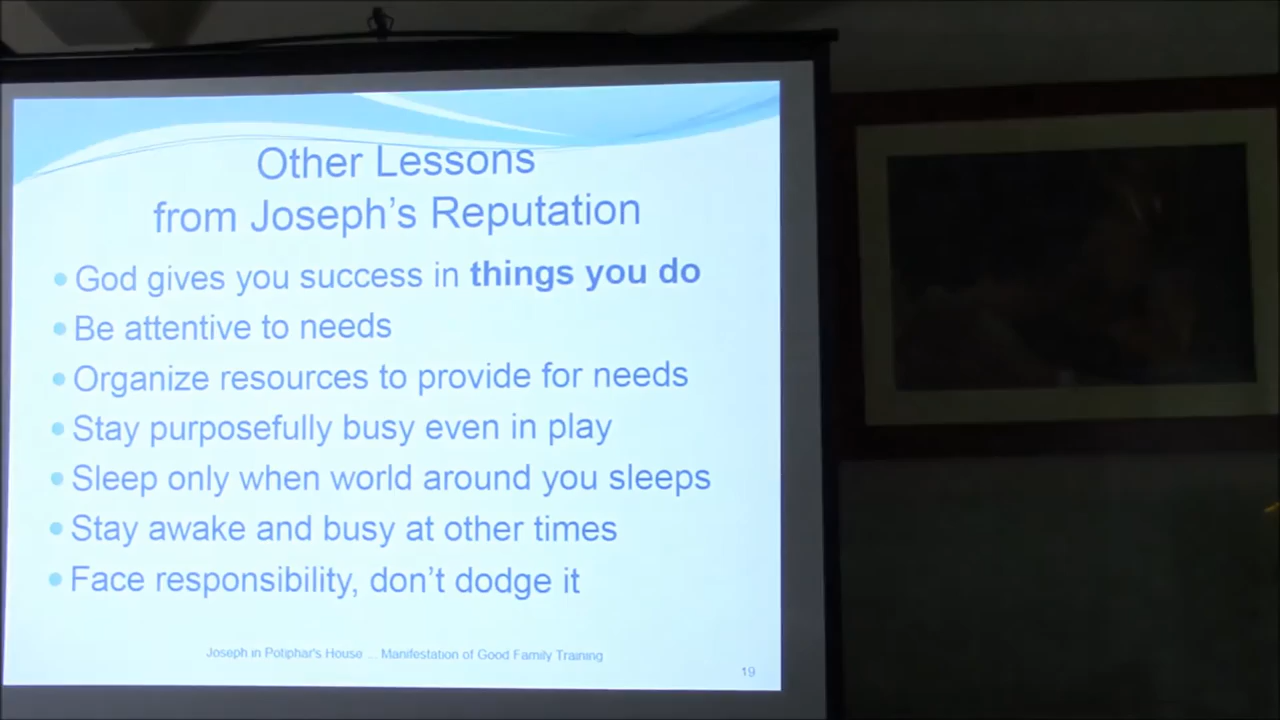 Other Lessons
from Joseph's Reputation
• God gives you success in things you do
• Be attentive to needs
• Organize resources to provide for needs
• Stay purposefully busy even in play
• Sleep only when world around you sleeps
• Stay awake and busy at other times
• Face responsibility, don't dodge it
Joseph in Potiphar's House ... Manifestation of Good Family Training
19